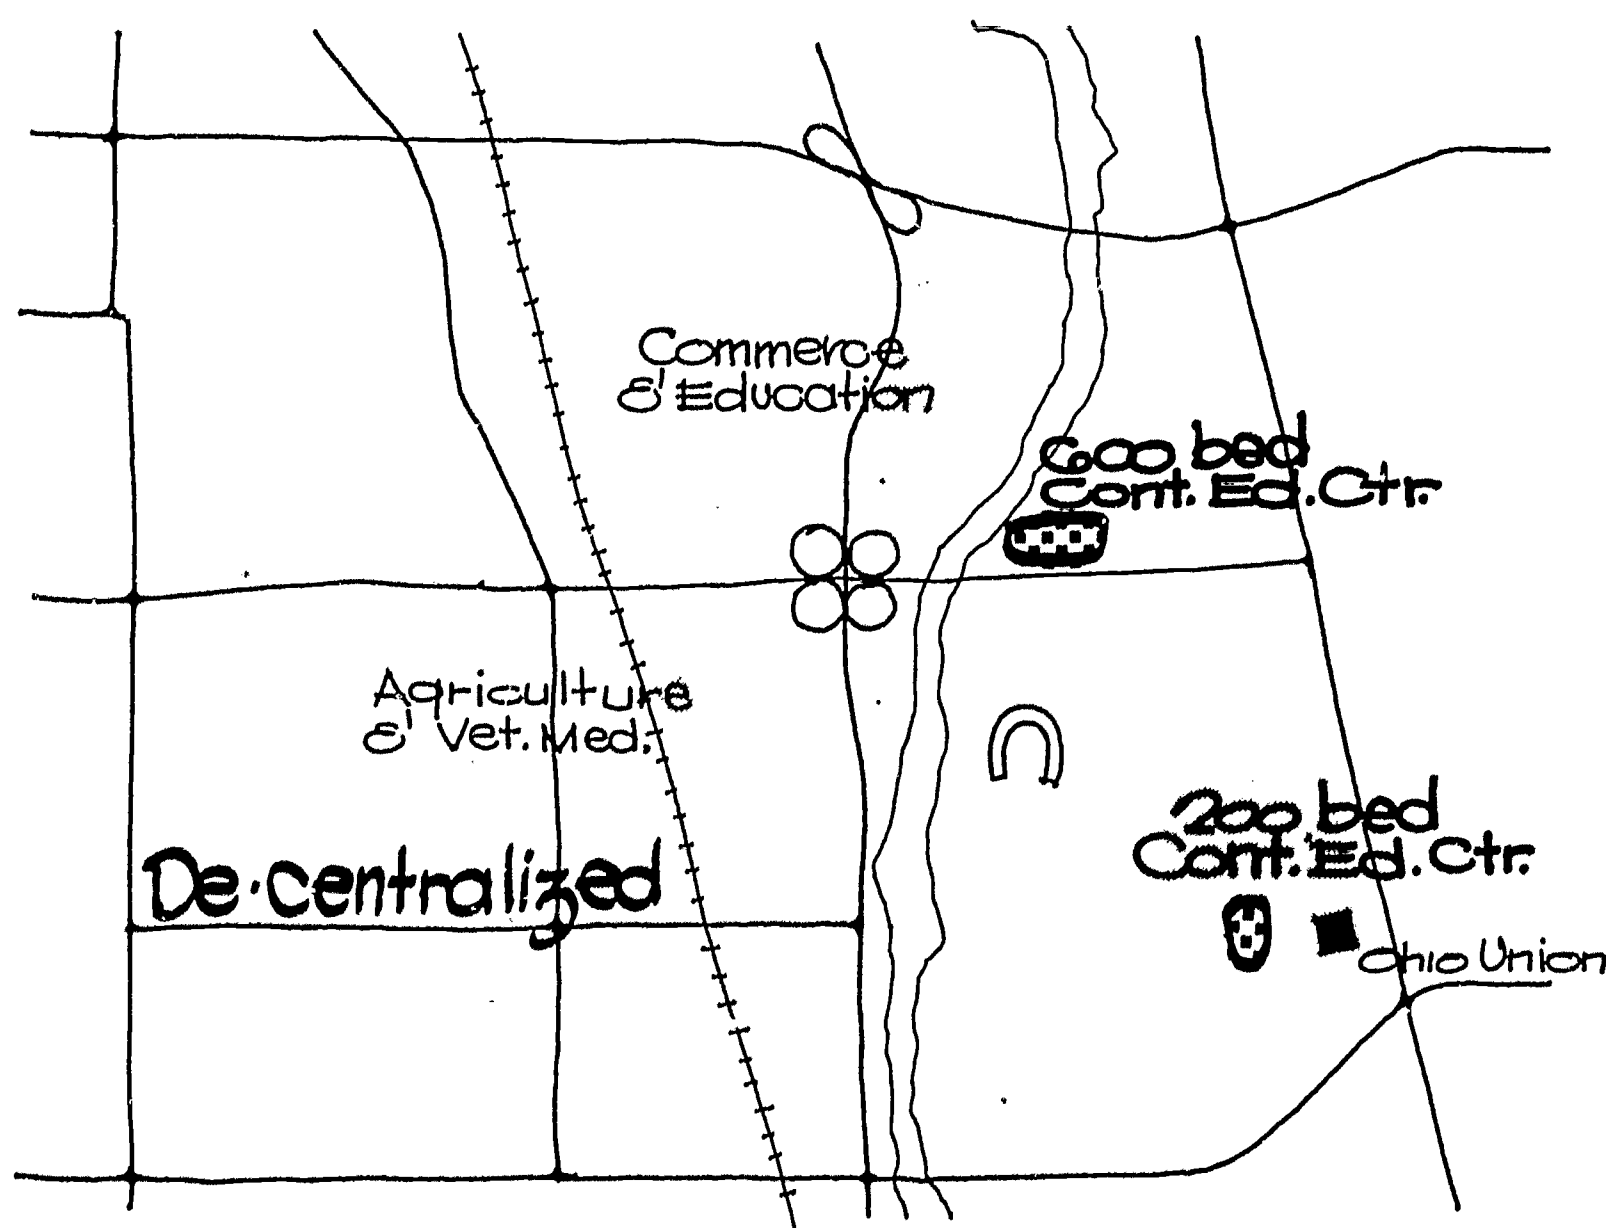 Commerce
& Education
600 bed
Cont. Ed. Ctr.
Agriculture
& Vet. Med.
200 bed
Cont. Ed. Ctr.
De-centralized
Ohio Union